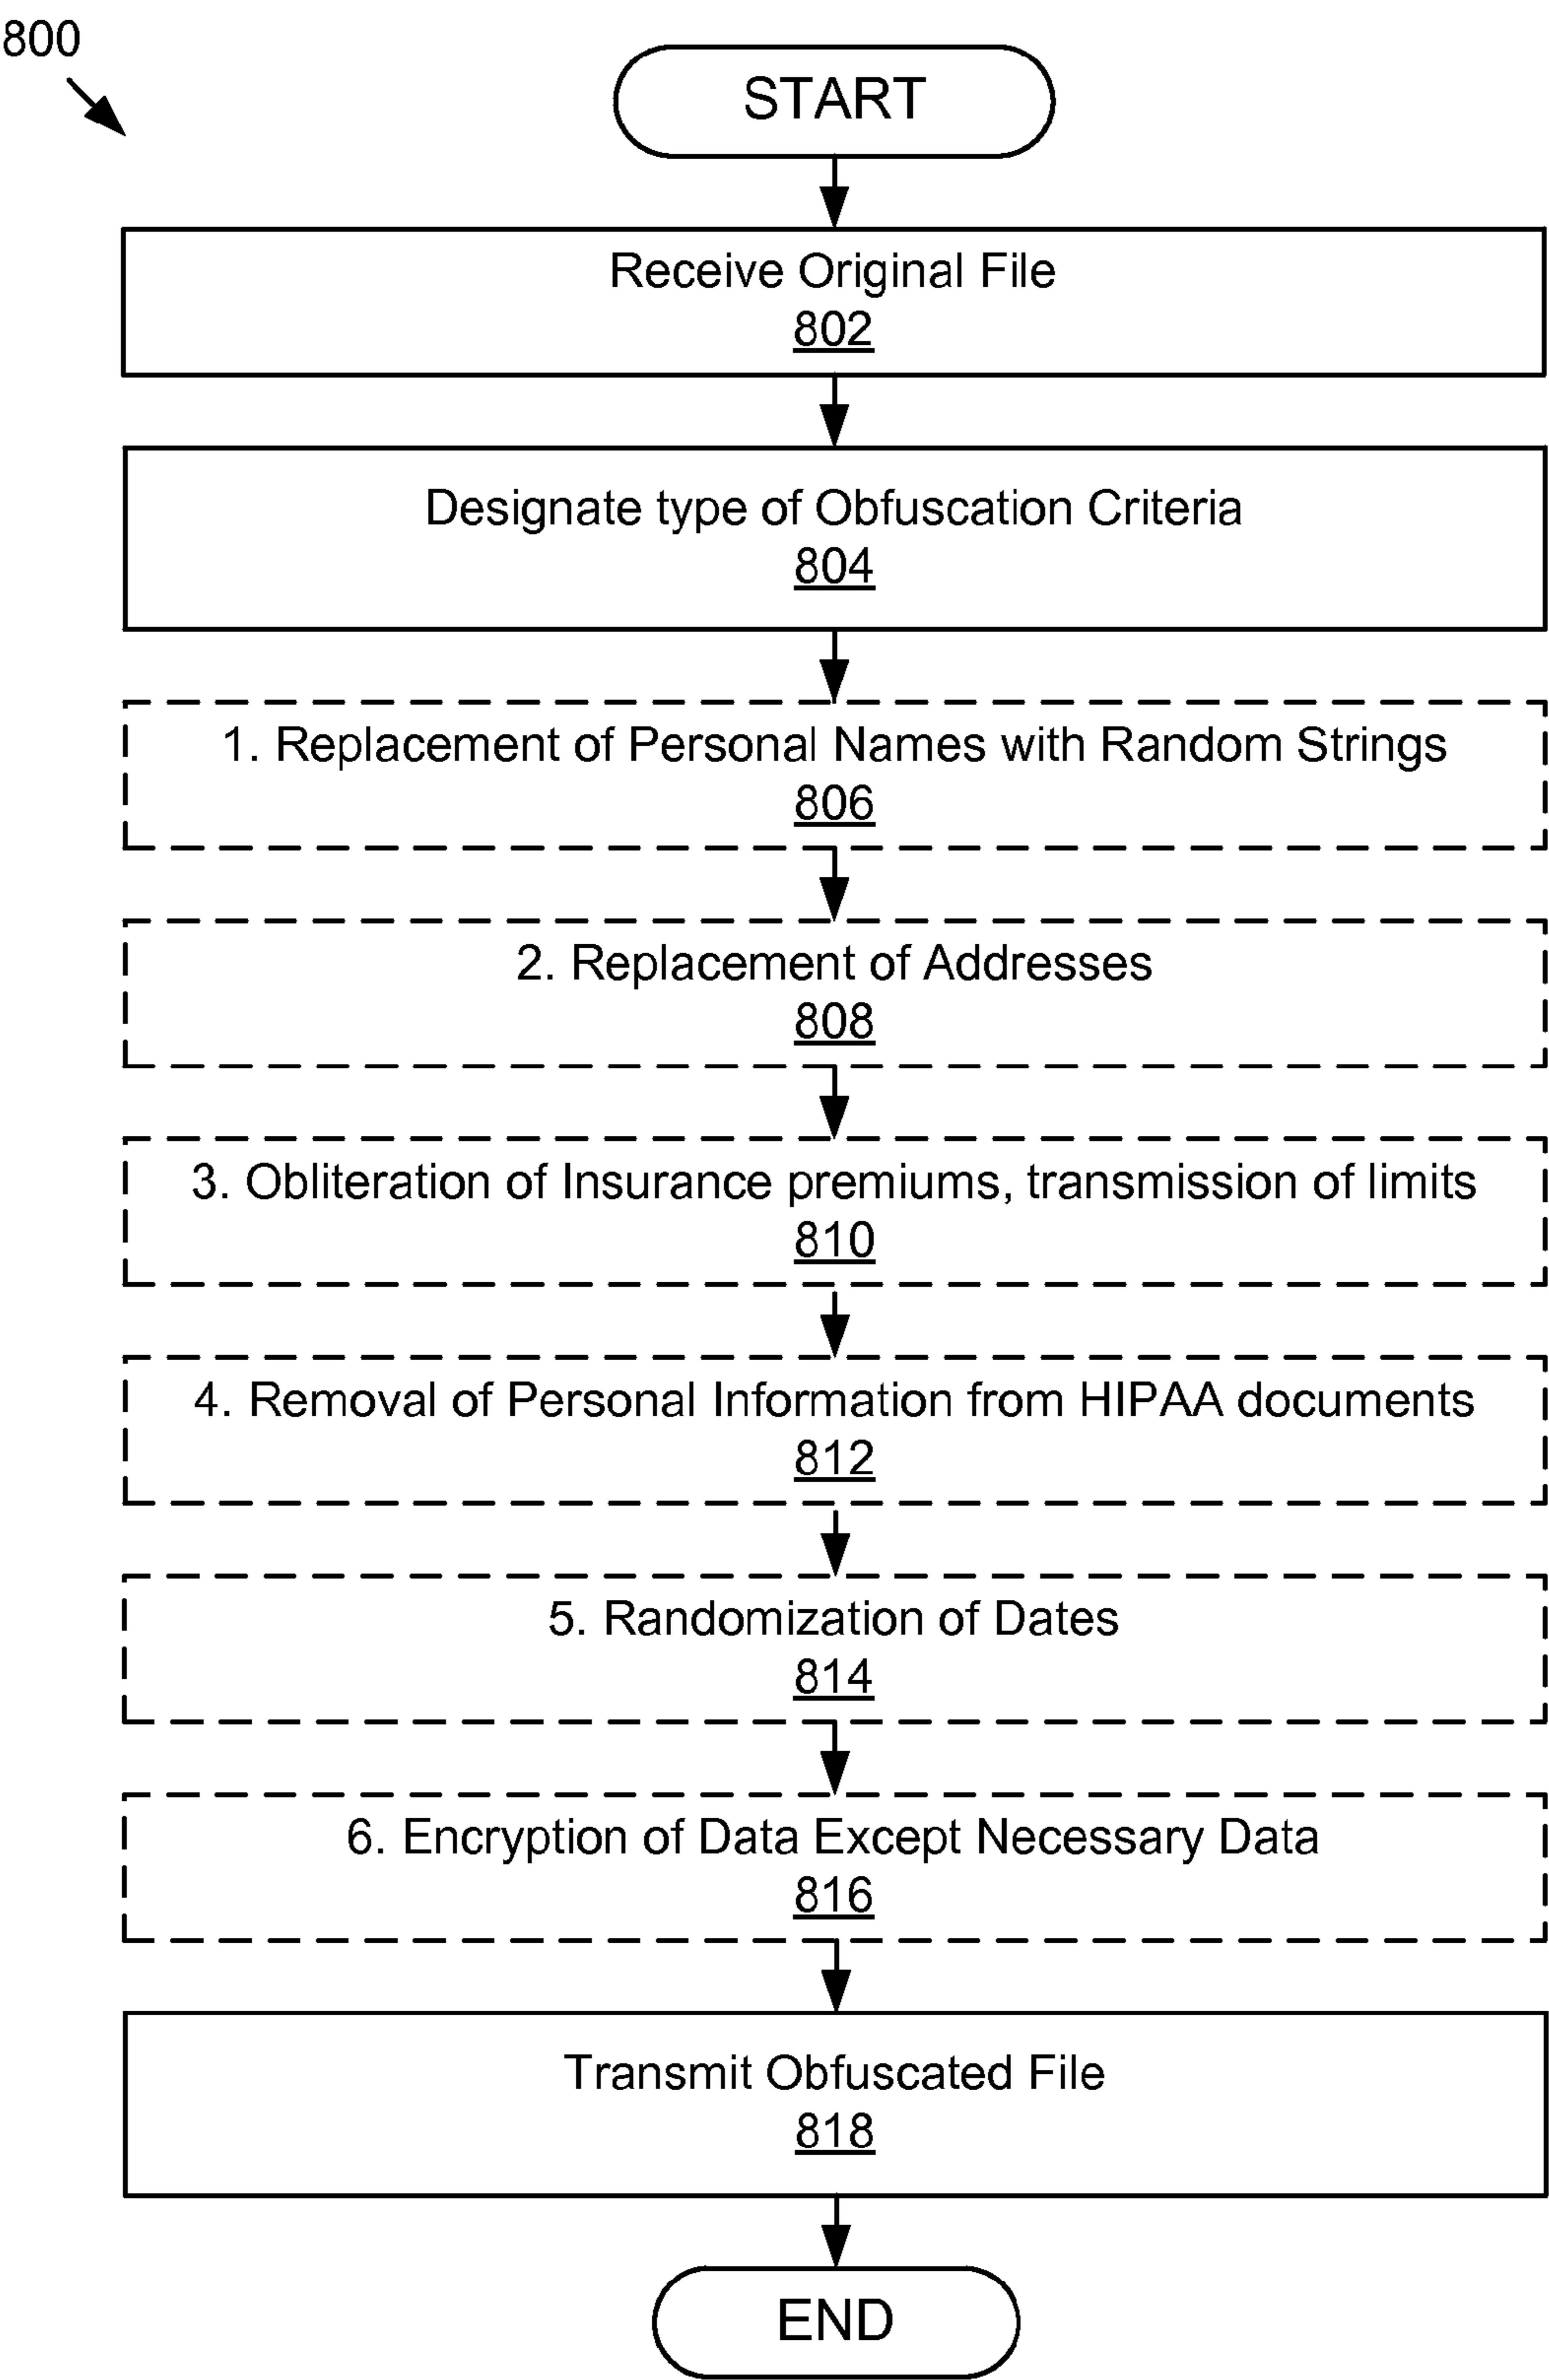 800
START
Receive Original File
802
Designate type of Obfuscation Criteria
804
1. Replacement of Personal Names with Random Strings
806
2. Replacement of Addresses
808
3. Obliteration of Insurance premiums, transmission of limits
810
4. Removal of Personal Information from HIPAA documents
812
5. Randomization of Dates
814
6. Encryption of Data Except Necessary Data
816
Transmit Obfuscated File
818
END